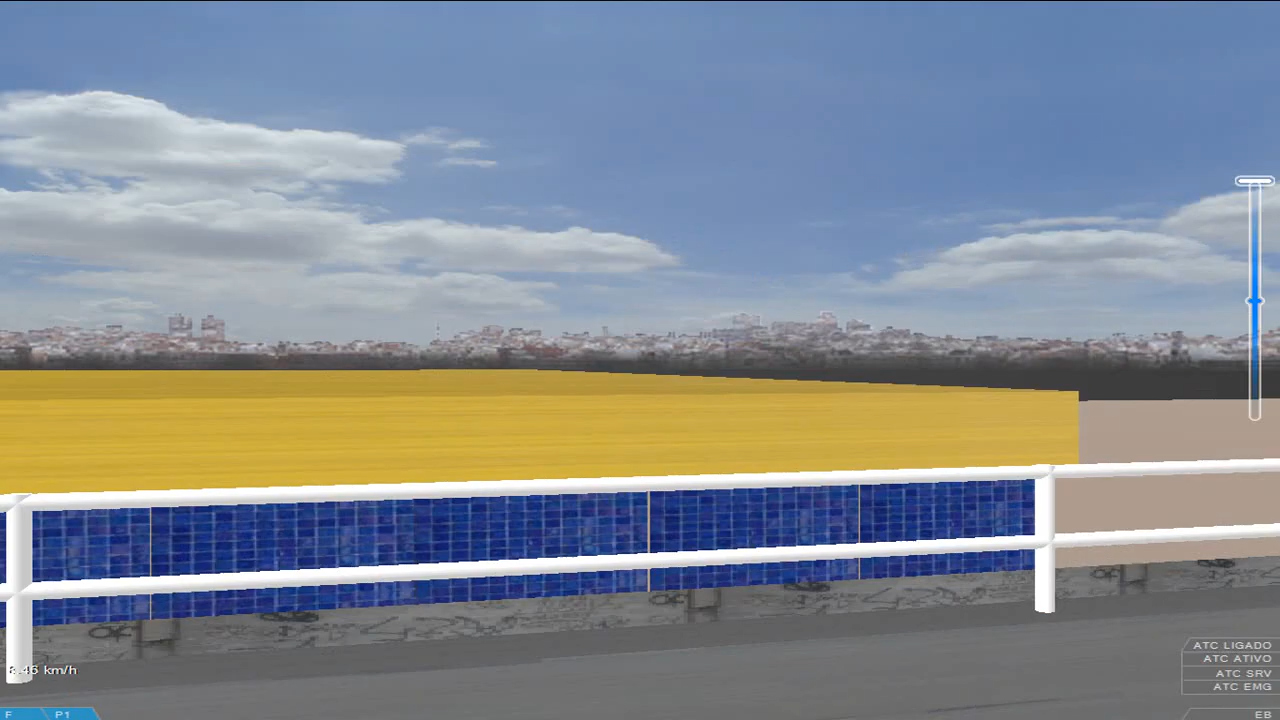 ATC LIGADO
ATC ATIVO
ATC SRV
ATC EMG
km/h
F P1
EB